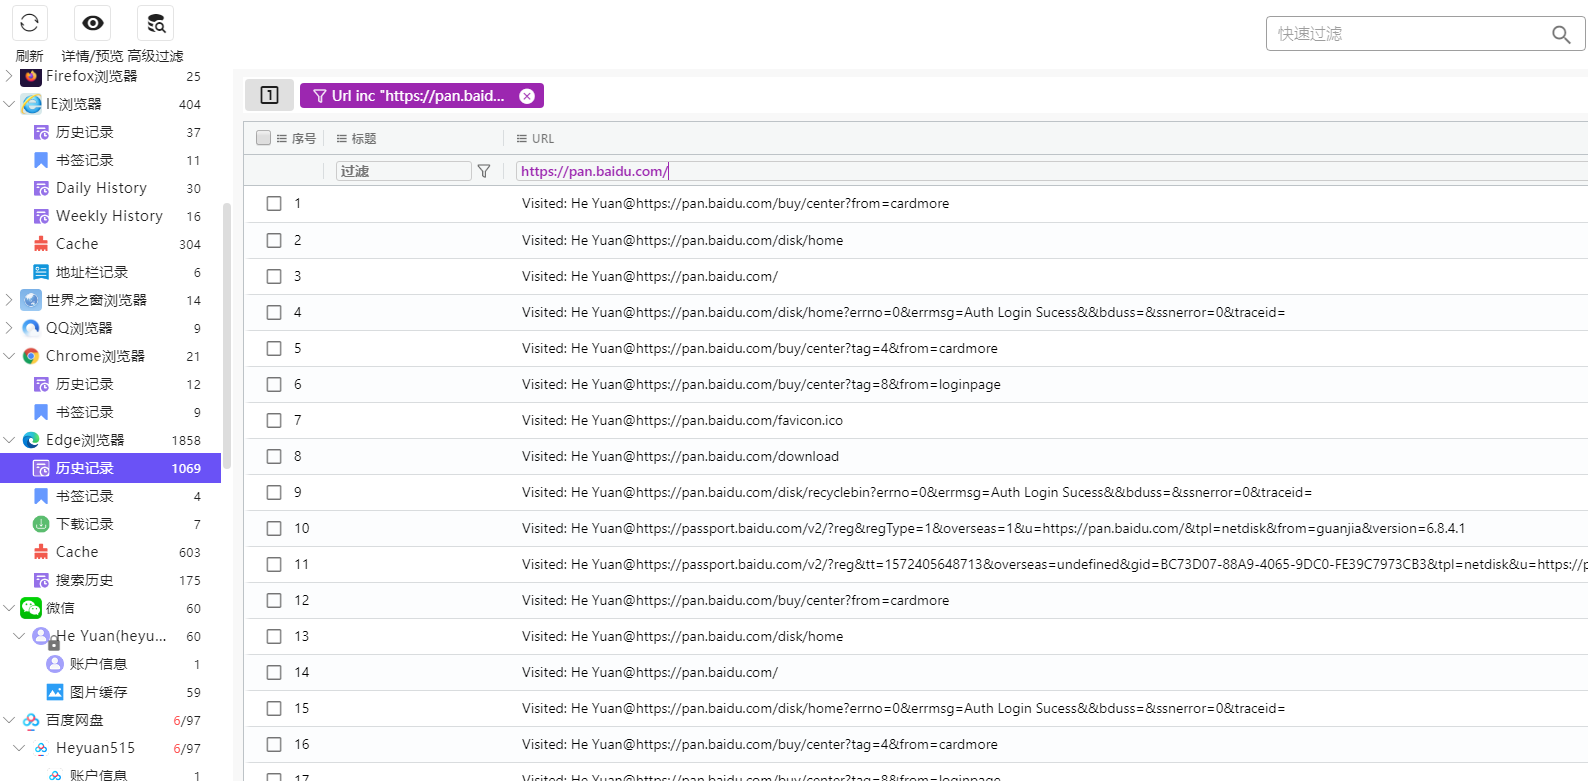 刷新
详情/预览
高级过滤
快速过滤
Firefox浏览器 25
IE浏览器 404
历史记录 37
书签记录 11
Daily History 30
Weekly History 16
Cache 304
地址栏记录 6
世界之窗浏览器 14
QQ浏览器 9
Chrome浏览器 21
历史记录 12
书签记录 9
Edge浏览器 1858
历史记录 1069
书签记录 4
下载记录 7
Cache 603
搜索历史 175
微信 60
He Yuan(heyu... 60
账户信息 1
图片缓存 59
百度网盘 6/97
Heyuan515 6/97
账户信息 1
1
Url inc "https://pan.baid...
序号 标题 URL
过滤 https://pan.baidu.com/
1 Visited: He Yuan@https://pan.baidu.com/buy/center?from=cardmore
2 Visited: He Yuan@https://pan.baidu.com/disk/home
3 Visited: He Yuan@https://pan.baidu.com/
4 Visited: He Yuan@https://pan.baidu.com/disk/home?errno=0&errmsg=Auth Login Sucess&&bduss=&ssnerror=0&traceid=
5 Visited: He Yuan@https://pan.baidu.com/buy/center?tag=4&from=cardmore
6 Visited: He Yuan@https://pan.baidu.com/buy/center?tag=8&from=loginpage
7 Visited: He Yuan@https://pan.baidu.com/favicon.ico
8 Visited: He Yuan@https://pan.baidu.com/download
9 Visited: He Yuan@https://pan.baidu.com/disk/recyclebin?errno=0&errmsg=Auth Login Sucess&&bduss=&ssnerror=0&traceid=
10 Visited: He Yuan@https://passport.baidu.com/v2/?reg&regType=1&overseas=1&u=https://pan.baidu.com/&tpl=netdisk&from=guanjia&version=6.8.4.1
11 Visited: He Yuan@https://passport.baidu.com/v2/?reg&tt=1572405648713&overseas=undefined&gid=BC73D07-88A9-4065-9DC0-FE39C7973CB3&tpl=netdisk&u=https://p
12 Visited: He Yuan@https://pan.baidu.com/buy/center?from=cardmore
13 Visited: He Yuan@https://pan.baidu.com/disk/home
14 Visited: He Yuan@https://pan.baidu.com/
15 Visited: He Yuan@https://pan.baidu.com/disk/home?errno=0&errmsg=Auth Login Sucess&&bduss=&ssnerror=0&traceid=
16 Visited: He Yuan@https://pan.baidu.com/buy/center?tag=4&from=cardmore
17 Visited: He Yuan@https://pan.baidu.com/buy/center?tag=8&from=loginpage